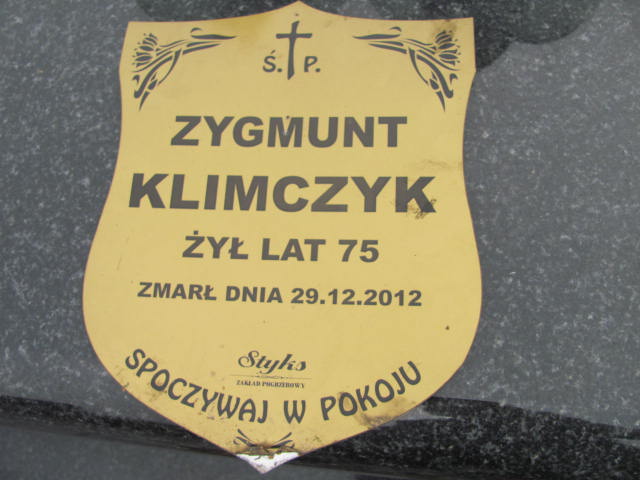 Ś. P.
ZYGMUNT
KLIMCZYK
ŻYŁ LAT 75
ZMARŁ DNIA 29.12.2012
Styks
ZAKŁAD POGRZEBOWY
SPOCZYWAJ W POKOJU